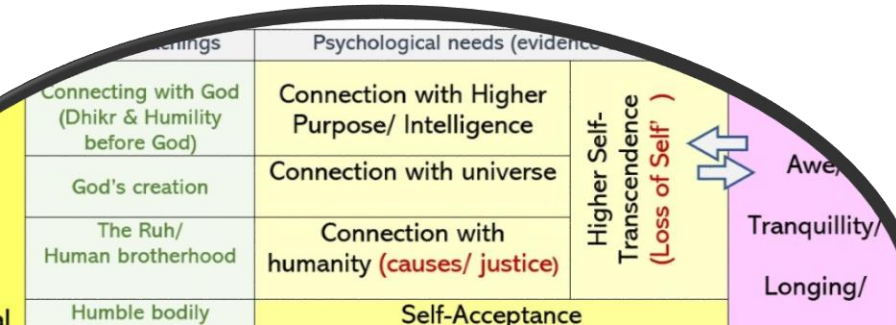 Psychological needs
Connecting with God
(Dhikr & Humility
before God)
Connection with Higher
Purpose/ Intelligence
God's creation
Connection with universe
The Ruh/
Human brotherhood
Connection with
humanity (causes/ justice)
Higher Self-
Transcendence
(Loss of Self' )
Awe/
Tranquillity/
Longing/
Humble bodily
Self-Acceptance